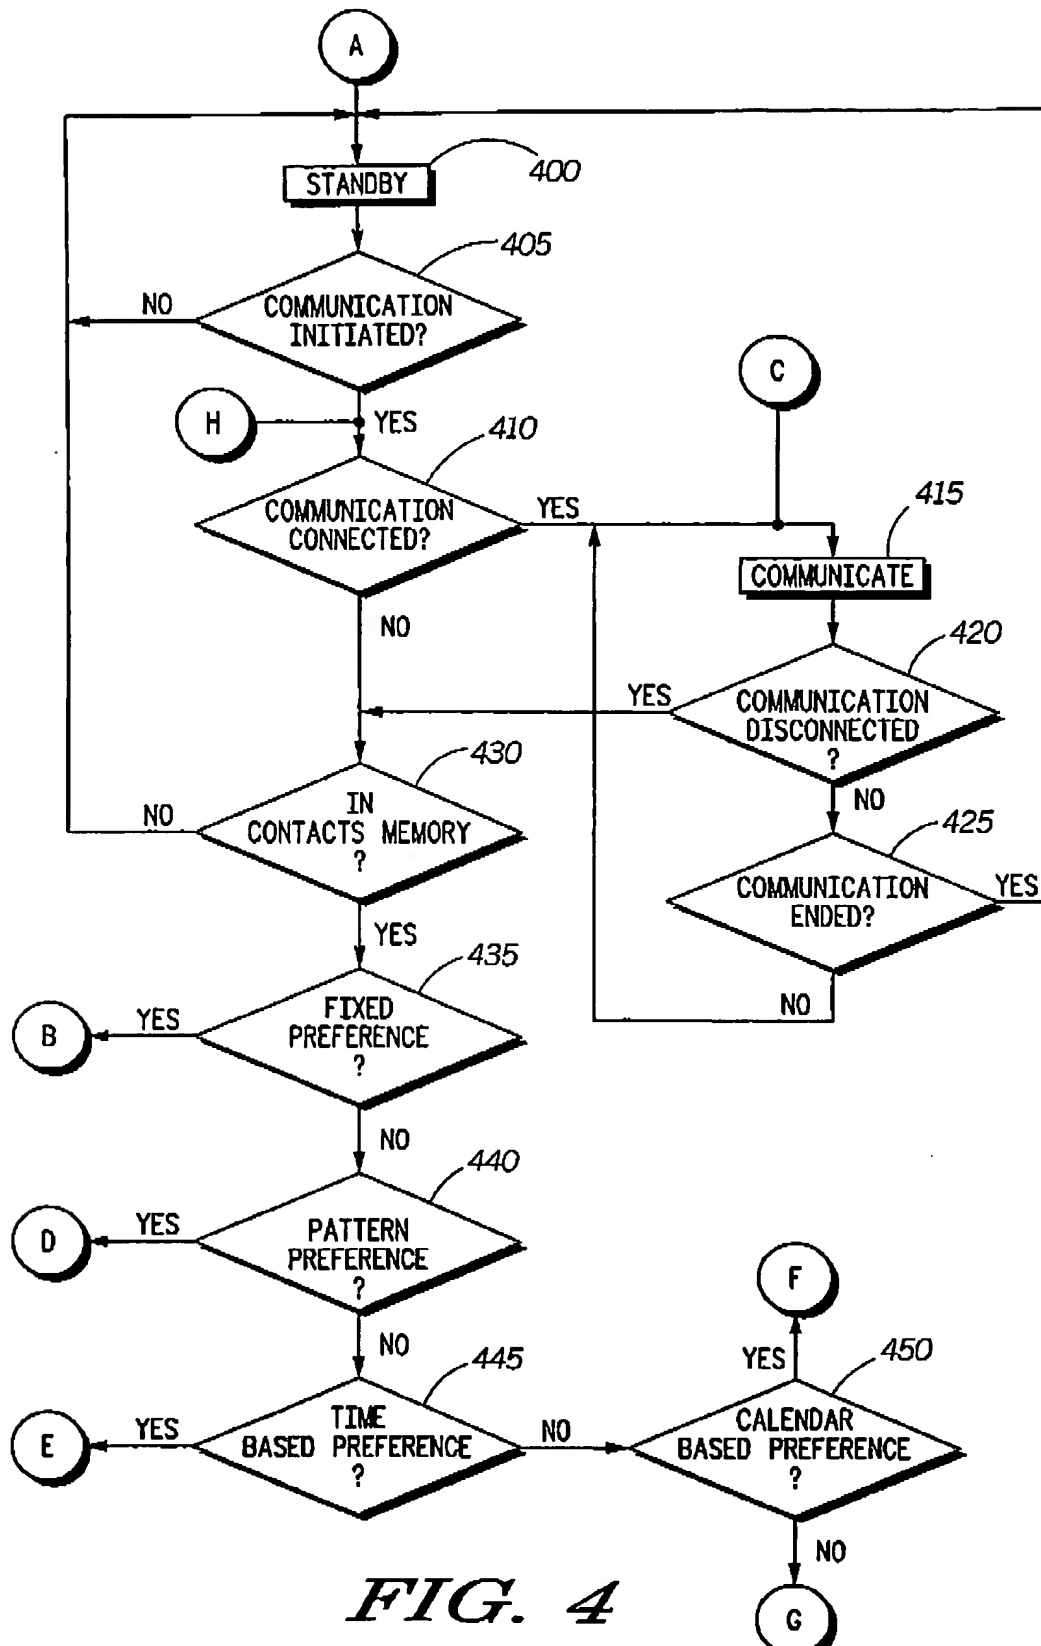 A
STANDBY
400
405
COMMUNICATION
INITIATED?
NO
C
H
YES
410
COMMUNICATION
CONNECTED?
YES
415
COMMUNICATE
NO
420
YES
COMMUNICATION
DISCONNECTED
?
NO
430
IN
CONTACTS MEMORY
?
NO
425
COMMUNICATION
ENDED?
YES
NO
YES
435
FIXED
PREFERENCE
?
YES
B
NO
440
PATTERN
PREFERENCE
?
YES
D
NO
445
TIME
BASED PREFERENCE
?
YES
E
NO
F
YES
450
CALENDAR
BASED PREFERENCE
?
NO
G
FIG. 4